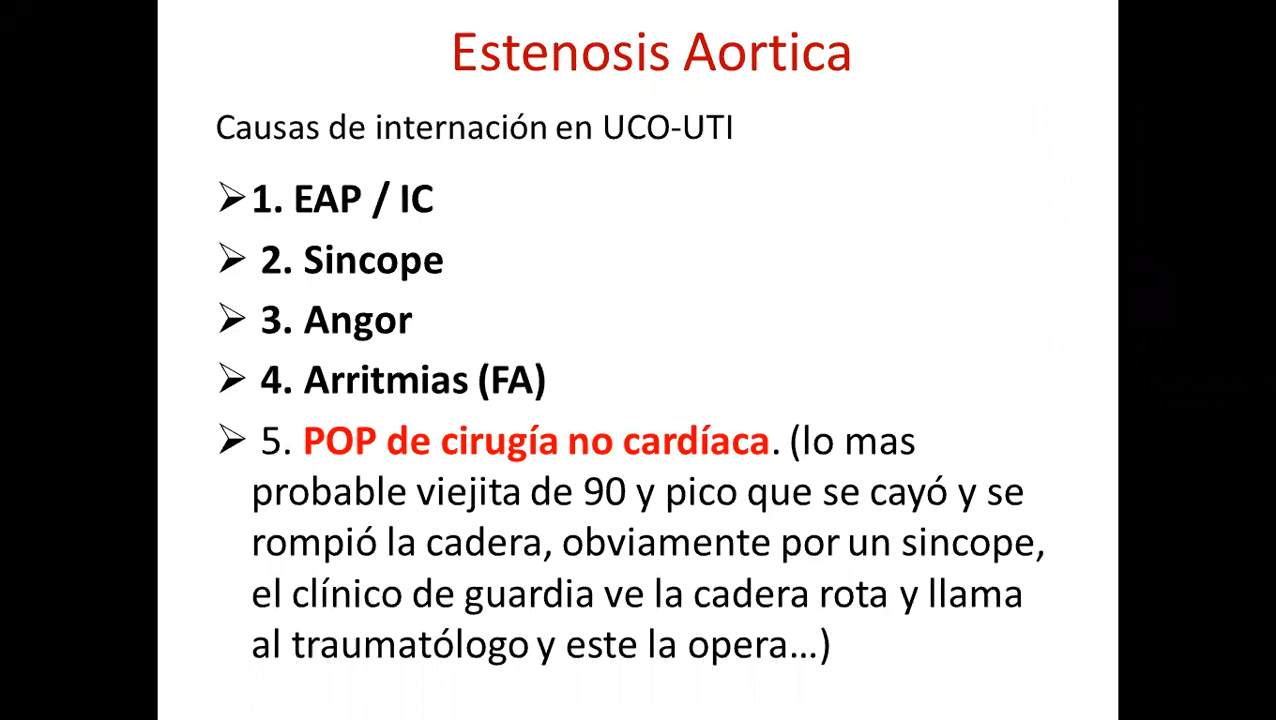 Estenosis Aortica
Causas de internación en UCO-UTI
➢1. EAP / IC
➢ 2. Sincope
➢ 3. Angor
➢ 4. Arritmias (FA)
➢ 5. POP de cirugía no cardíaca. (lo mas
probable viejita de 90 y pico que se cayó y se
rompió la cadera, obviamente por un sincope,
el clínico de guardia ve la cadera rota y llama
al traumatólogo y este la opera...)